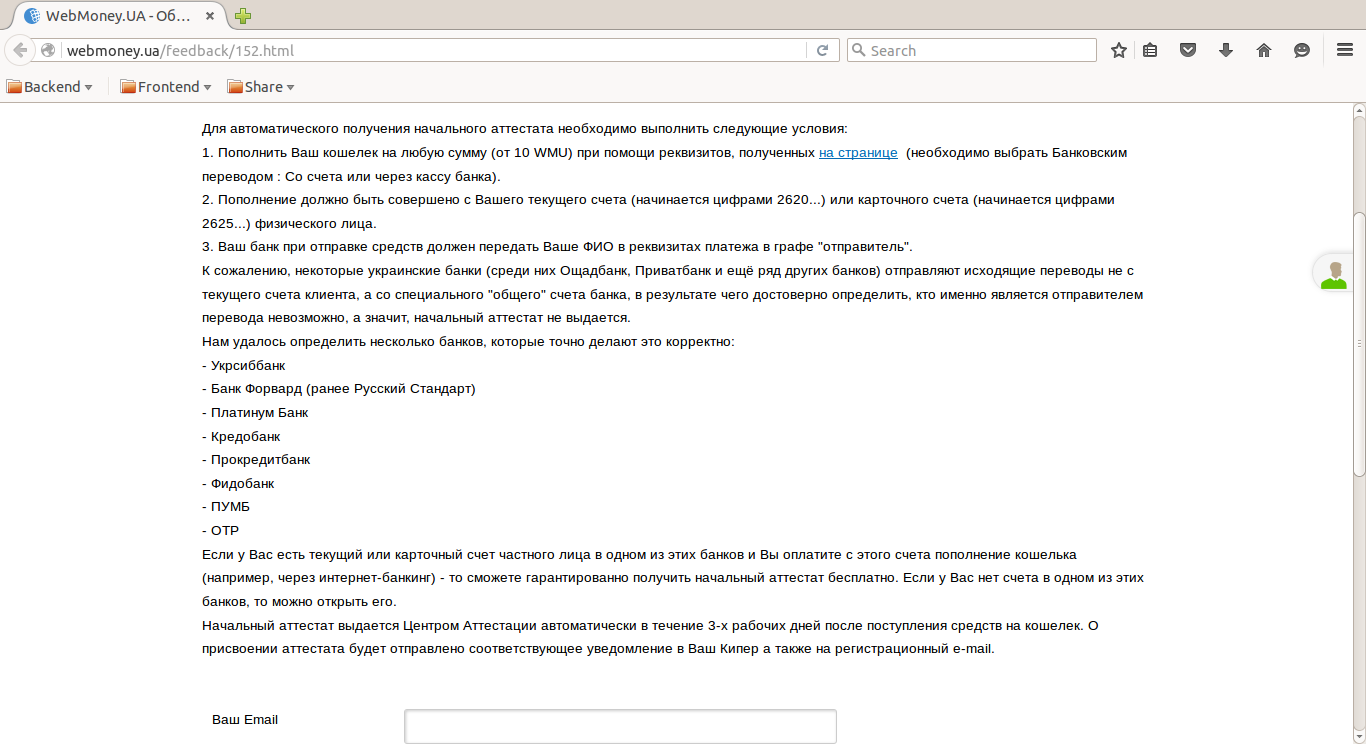 WebMoney.UA - Об...
webmoney.ua/feedback/152.html
Search
Backend
Frontend
Share
Для автоматического получения начального аттестата необходимо выполнить следующие условия:
1. Пополнить Ваш кошелек на любую сумму (от 10 WMU) при помощи реквизитов, полученных на странице (необходимо выбрать Банковским
переводом : Со счета или через кассу банка).
2. Пополнение должно быть совершено с Вашего текущего счета (начинается цифрами 2620...) или карточного счета (начинается цифрами
2625...) физического лица.
3. Ваш банк при отправке средств должен передать Ваше ФИО в реквизитах платежа в графе "отправитель".
К сожалению, некоторые украинские банки (среди них Ощадбанк, Приватбанк и ещё ряд других банков) отправляют исходящие переводы не с
текущего счета клиента, а со специального "общего" счета банка, в результате чего достоверно определить, кто именно является отправителем
перевода невозможно, а значит, начальный аттестат не выдается.
Нам удалось определить несколько банков, которые точно делают это корректно:
- Укрсиббанк
- Банк Форвард (ранее Русский Стандарт)
- Платинум Банк
- Кредобанк
- Прокредитбанк
- Фидобанк
- ПУМБ
- ОТР
Если у Вас есть текущий или карточный счет частного лица в одном из этих банков и Вы оплатите с этого счета пополнение кошелька
(например, через интернет-банкинг) - то сможете гарантированно получить начальный аттестат бесплатно. Если у Вас нет счета в одном из этих
банков, то можно открыть его.
Начальный аттестат выдается Центром Аттестации автоматически в течение 3-х рабочих дней после поступления средств на кошелек. О
присвоении аттестата будет отправлено соответствующее уведомление в Ваш Кипер а также на регистрационный e-mail.
Ваш Email